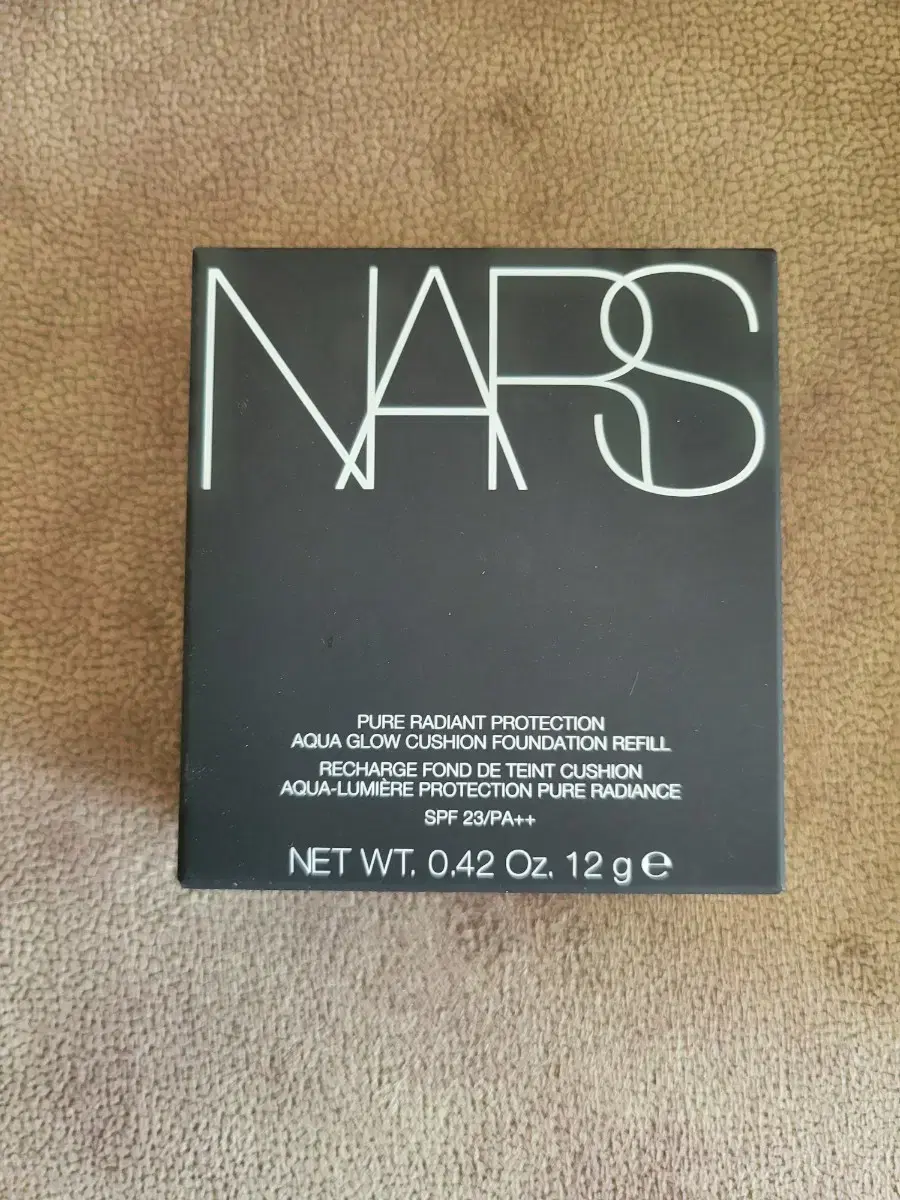 NARS
PURE RADIANT PROTECTION
AQUA GLOW CUSHION FOUNDATION REFILL
RECHARGE FOND DE TEINT CUSHION
AQUA-LUMIÈRE PROTECTION PURE RADIANCE
SPF 23/PA++
NET WT. 0.42 Oz. 12 g ℮